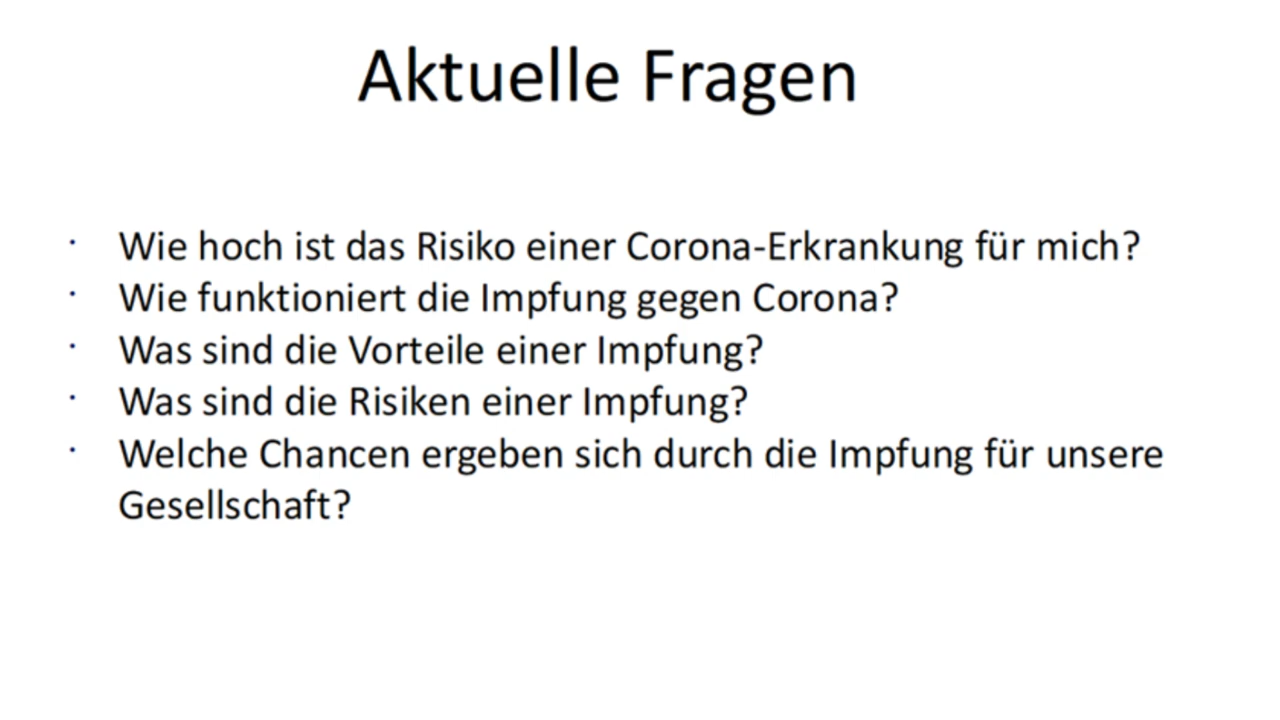 Aktuelle Fragen
· Wie hoch ist das Risiko einer Corona-Erkrankung für mich?
· Wie funktioniert die Impfung gegen Corona?
· Was sind die Vorteile einer Impfung?
· Was sind die Risiken einer Impfung?
· Welche Chancen ergeben sich durch die Impfung für unsere
Gesellschaft?